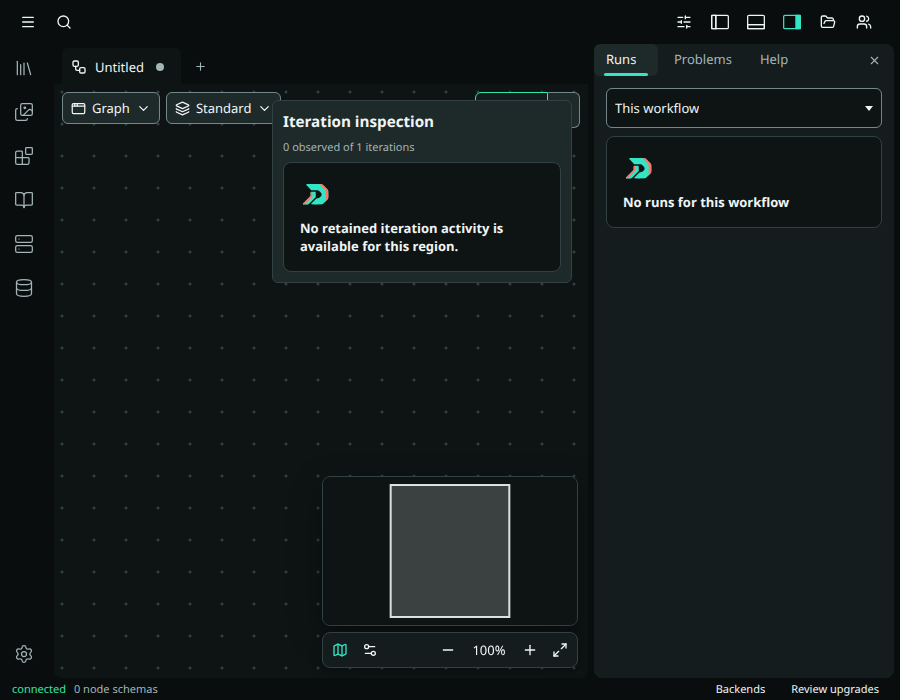 Untitled
Runs
Problems
Help
Graph
Standard
Iteration inspection
0 observed of 1 iterations
No retained iteration activity is
available for this region.
This workflow
No runs for this workflow
100%
connected
0 node schemas
Backends
Review upgrades